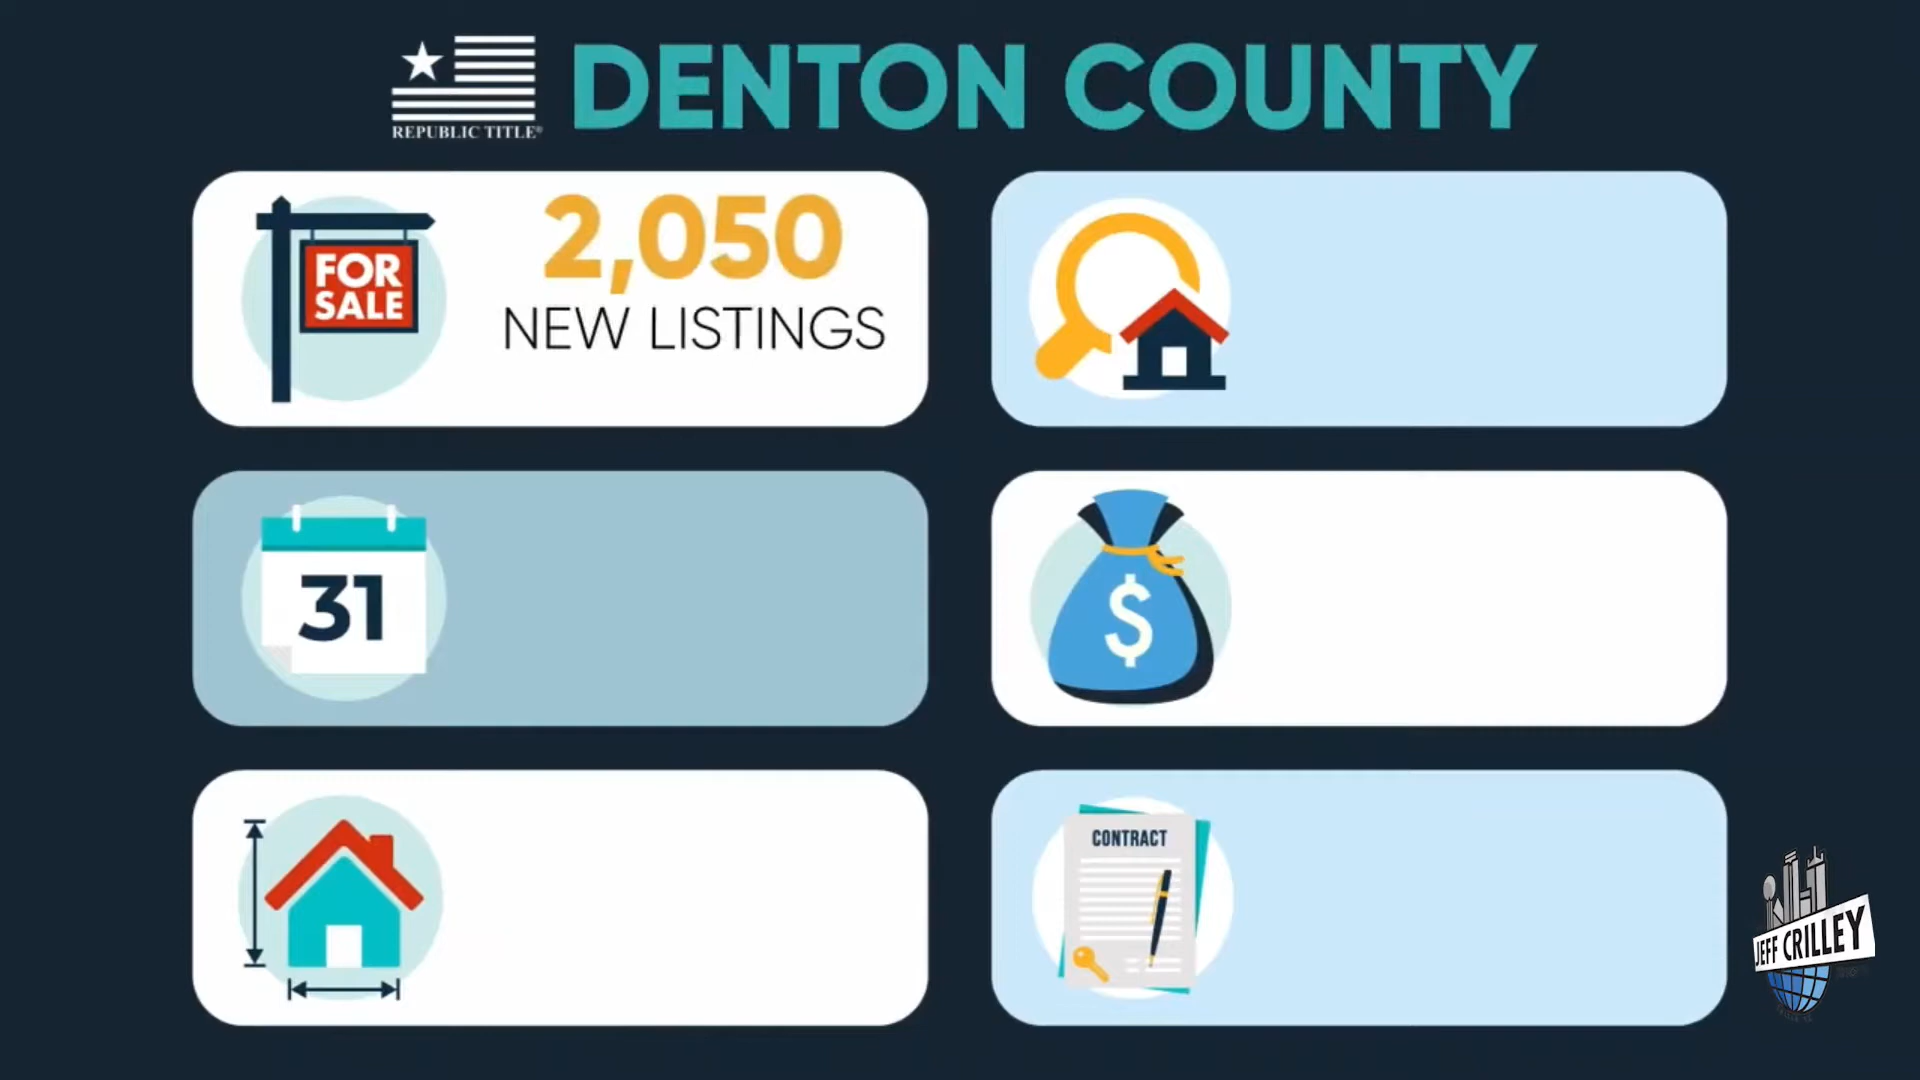 REPUBLIC TITLE®
DENTON COUNTY
FOR
SALE
2,050
NEW LISTINGS
31
$
CONTRACT
JEFF CRILLEY